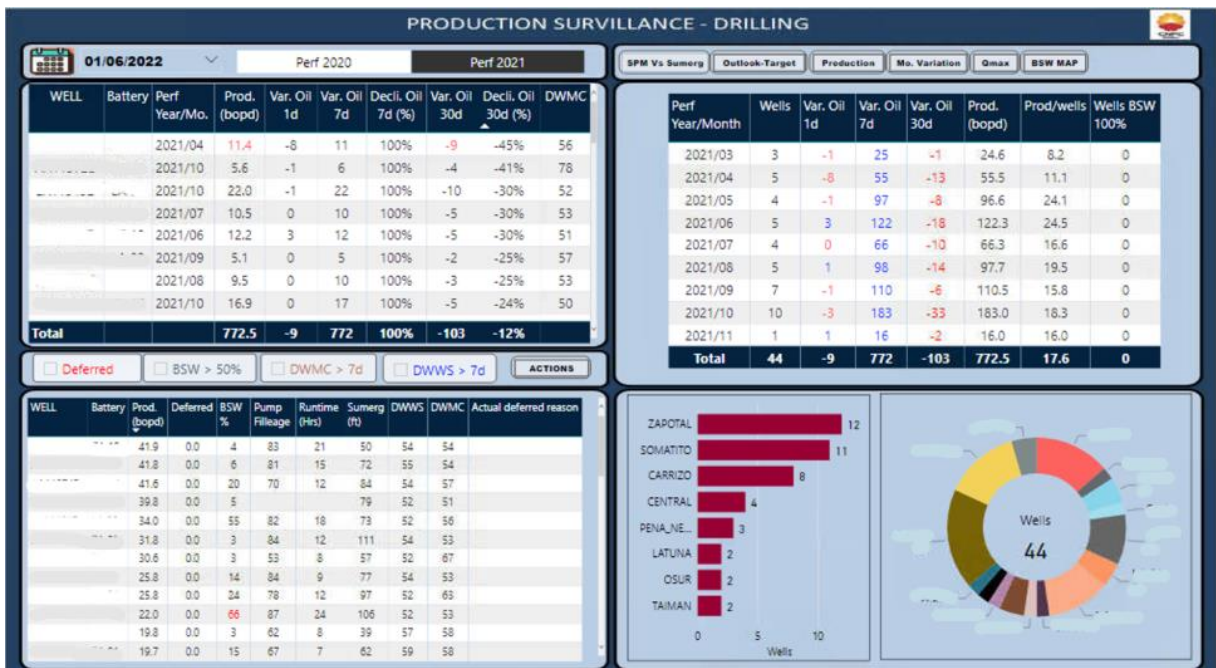 PRODUCTION SURVILLANCE - DRILLING
01/06/2022
Perf 2020
Perf 2021
SPM Vs Sumerg
Outlook-Target
Production
Mo. Variation
Qmax
BSW MAP
WELL Battery Perf Year/Mo. Prod. (bopd) Var. Oil 1d Var. Oil 7d Decli. Oil 7d (%) Var. Oil 30d Decli. Oil 30d (%) DWMC
2021/04 11.4 -8 11 100% -9 -45% 56
2021/10 5.6 -1 6 100% -4 -41% 78
2021/10 22.0 -1 22 100% -10 -30% 52
2021/07 10.5 0 10 100% -5 -30% 53
2021/06 12.2 3 12 100% -5 -30% 51
2021/09 5.1 0 5 100% -2 -25% 57
2021/08 9.5 0 10 100% -3 -25% 53
2021/10 16.9 0 17 100% -5 -24% 50
Total 772.5 -9 772 100% -103 -12%
Perf Year/Month Wells Var. Oil 1d Var. Oil 7d Var. Oil 30d Prod. (bopd) Prod/wells Wells BSW 100%
2021/03 3 -1 25 -1 24.6 8.2 0
2021/04 5 -8 55 -13 55.5 11.1 0
2021/05 4 -1 97 -8 96.6 24.1 0
2021/06 5 3 122 -18 122.3 24.5 0
2021/07 4 0 66 -10 66.3 16.6 0
2021/08 5 1 98 -14 97.7 19.5 0
2021/09 7 -1 110 -6 110.5 15.8 0
2021/10 10 -3 183 -33 183.0 18.3 0
2021/11 1 1 16 -2 16.0 16.0 0
Total 44 -9 772 -103 772.5 17.6 0
Deferred
BSW > 50%
DWMC > 7d
DWWS > 7d
ACTIONS
WELL Battery Prod. (bopd) Deferred BSW % Pump Filleage Runtime (Hrs) Sumerg (ft) DWWS DWMC Actual deferred reason
41.9 0.0 4 83 21 50 54 54
41.8 0.0 6 81 15 72 55 54
41.6 0.0 20 70 12 84 54 57
39.8 0.0 5 79 52 51
34.0 0.0 55 82 18 73 52 56
31.8 0.0 3 84 12 111 54 53
30.6 0.0 3 53 8 57 52 67
25.8 0.0 14 84 9 77 54 53
25.8 0.0 24 78 12 97 52 63
22.0 0.0 66 87 24 106 52 53
19.8 0.0 3 62 8 39 57 58
19.7 0.0 15 67 7 62 59 58
ZAPOTAL 12
SOMATITO 11
CARRIZO 8
CENTRAL 4
PENA_NE... 3
LATUNA 2
OSUR 2
TAIMAN 2
0 5 10
Wells
Wells
44